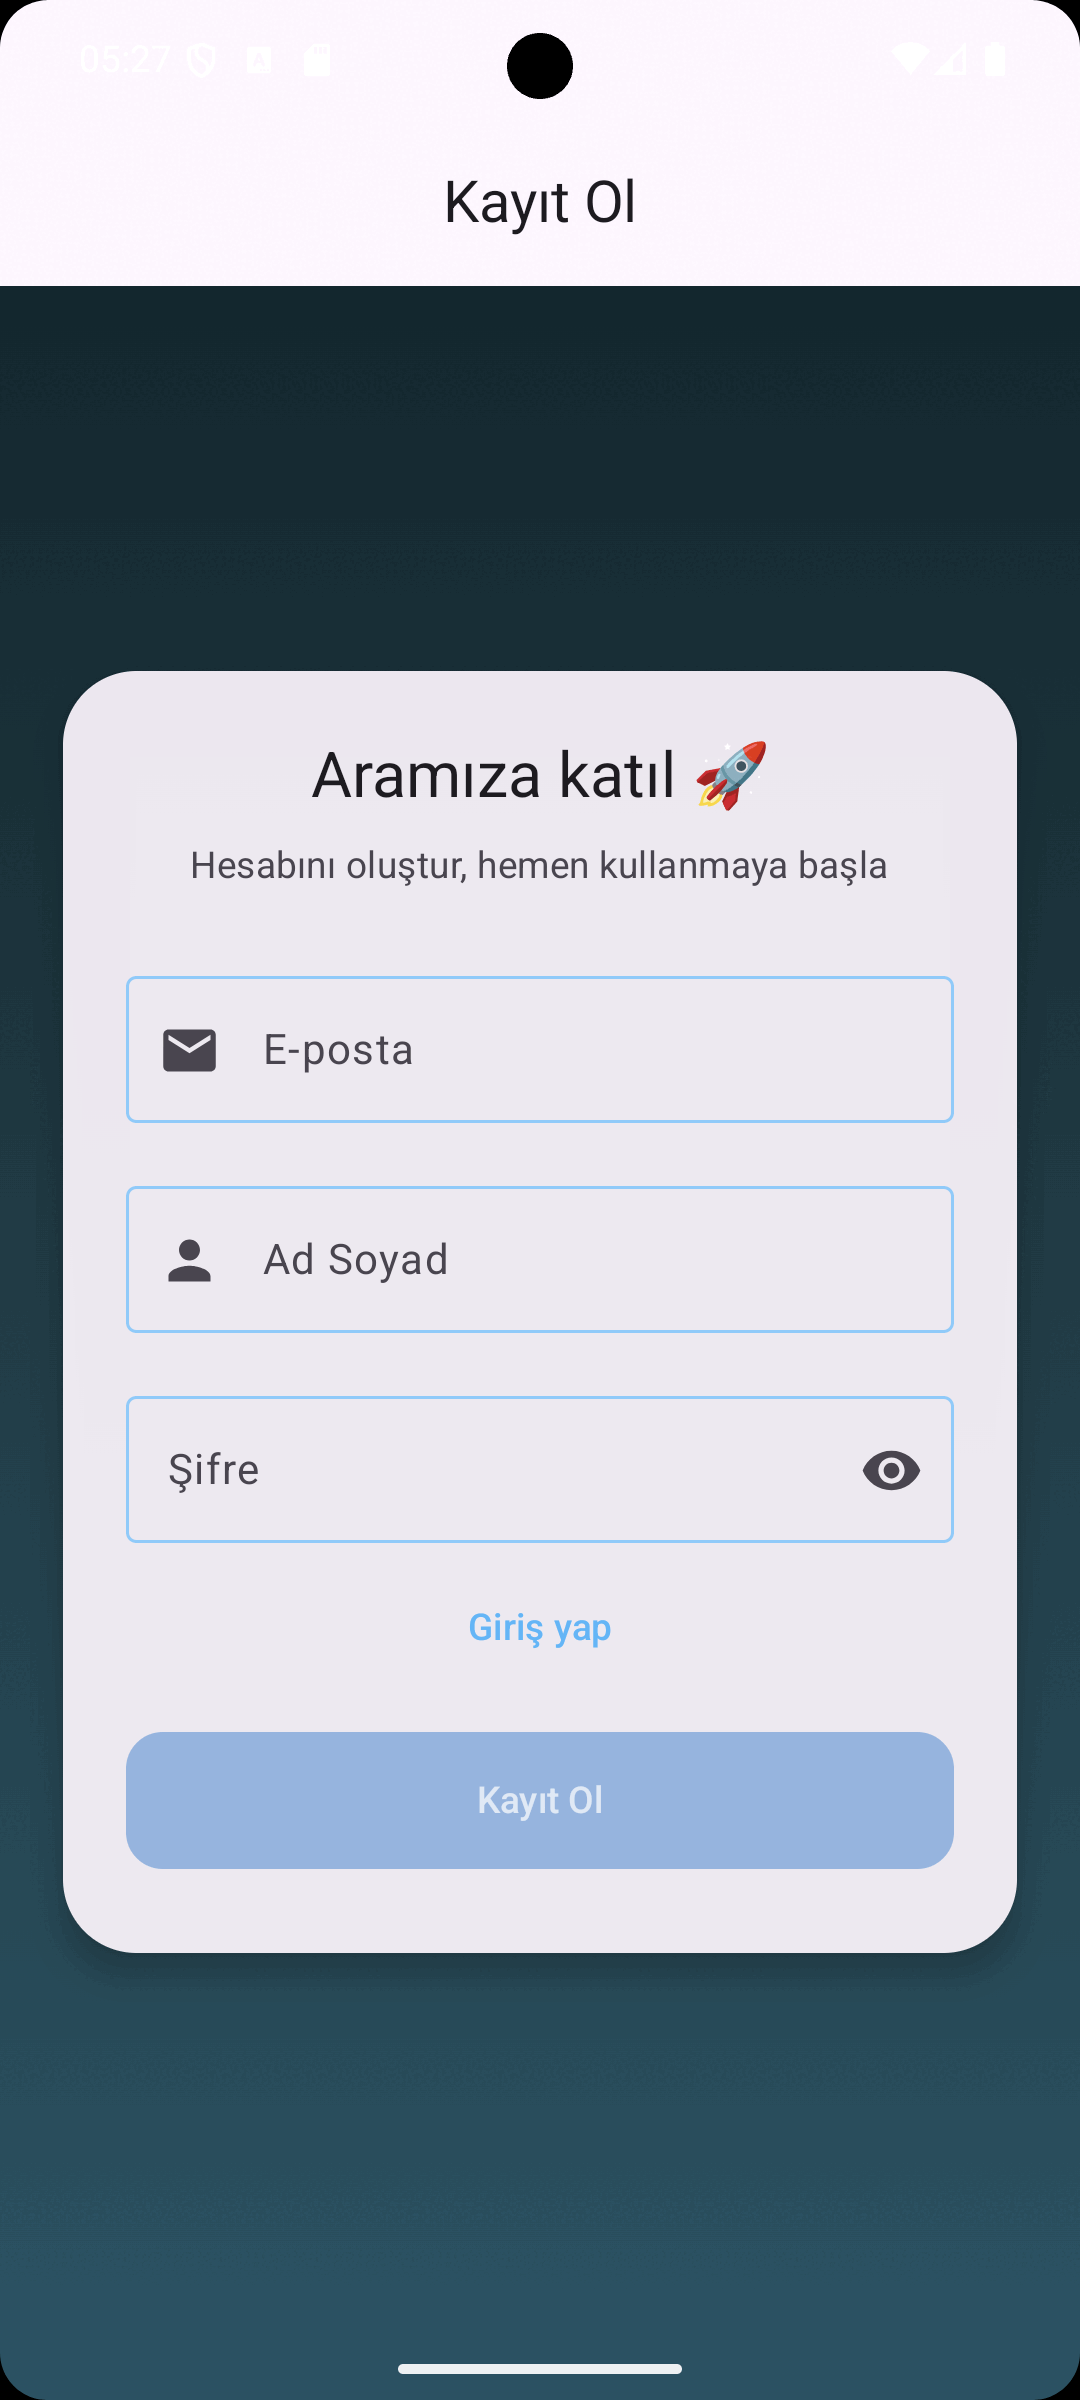 05:27
Kayıt Ol
Aramıza katıl 🚀
Hesabını oluştur, hemen kullanmaya başla
E-posta
Ad Soyad
Şifre
Giriş yap
Kayıt Ol